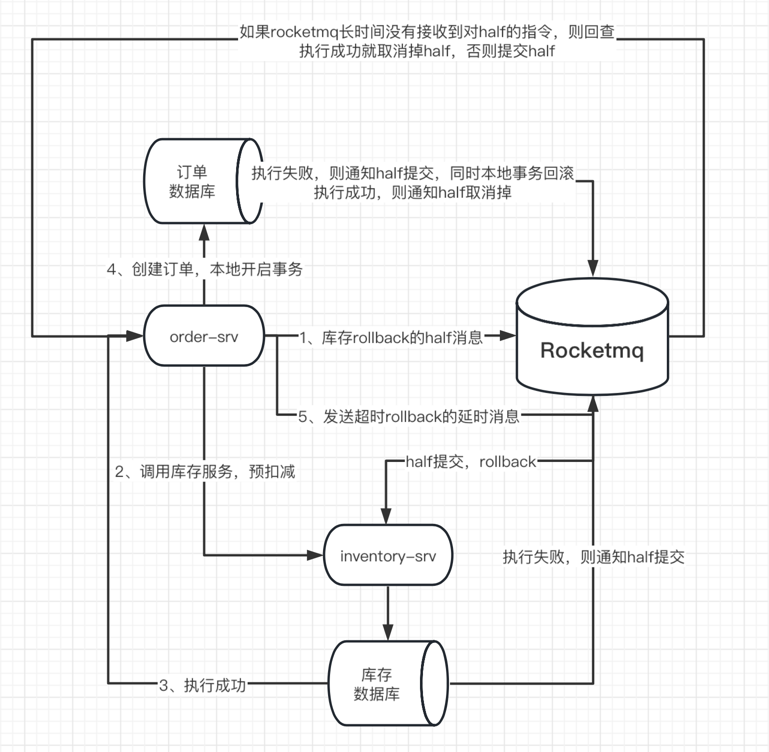 如果rocketmq长时间没有接收到对half的指令，则回查
执行成功就取消掉half，否则提交half
订单
数据库
执行失败，则通知half提交，同时本地事务回滚
执行成功，则通知half取消掉
4、创建订单，本地开启事务
order-srv
1、库存rollback的half消息
Rocketmq
5、发送超时rollback的延时消息
2、调用库存服务，预扣减
half提交，rollback
inventory-srv
执行失败，则通知half提交
3、执行成功
库存
数据库